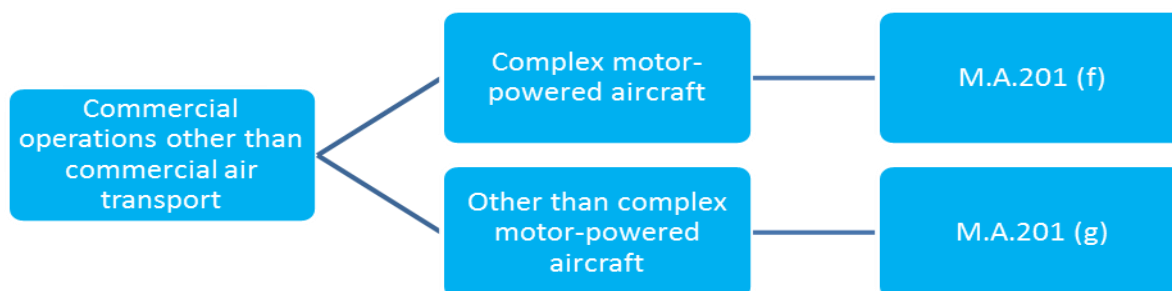 Commercial
operations other than
commercial air
transport
Complex motor-
powered aircraft
M.A.201 (f)
Other than complex
motor-powered
aircraft
M.A.201 (g)